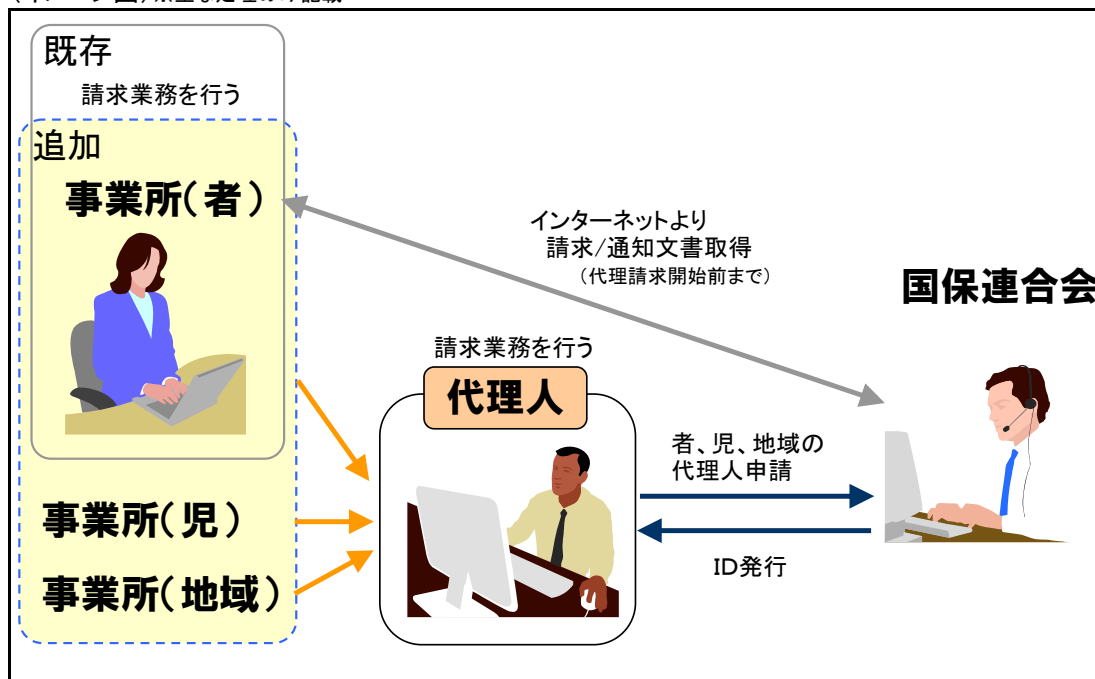 既存
請求業務を行う
追加
事業所(者)
インターネットより
請求/通知文書取得
(代理請求開始前まで)
国保連合会
請求業務を行う
代理人
者、児、地域の
代理人申請
事業所(児)
ID発行
事業所(地域)